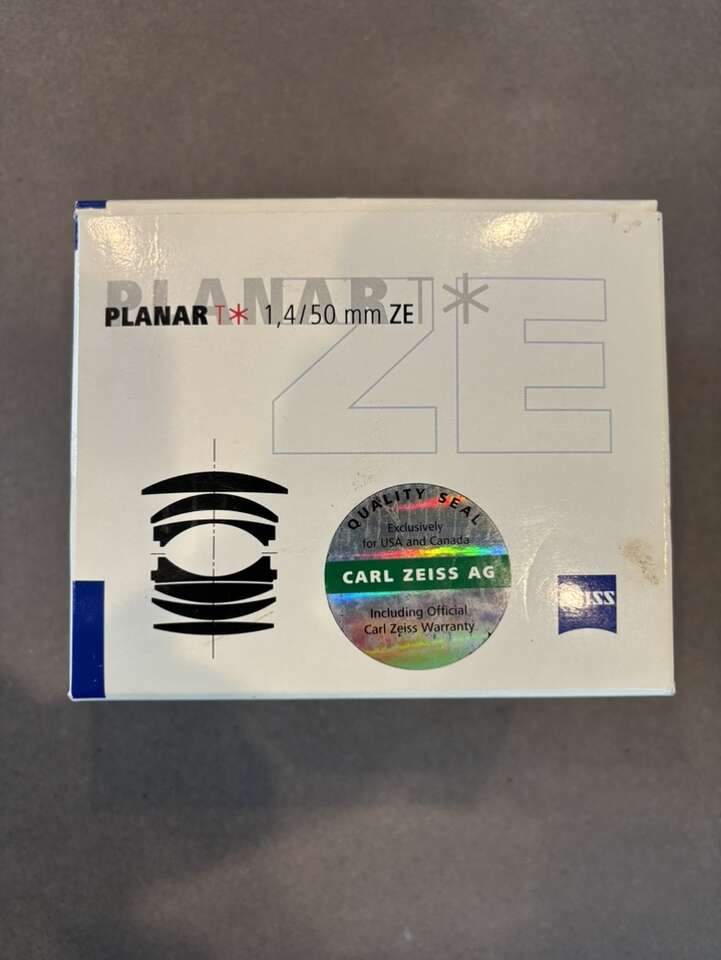 PLANAR T*
PLANAR T* 1,4/50 mm ZE
ZE
QUALITY SEAL
Exclusively
for USA and Canada
CARL ZEISS AG
Including Official
Carl Zeiss Warranty
ZEISS